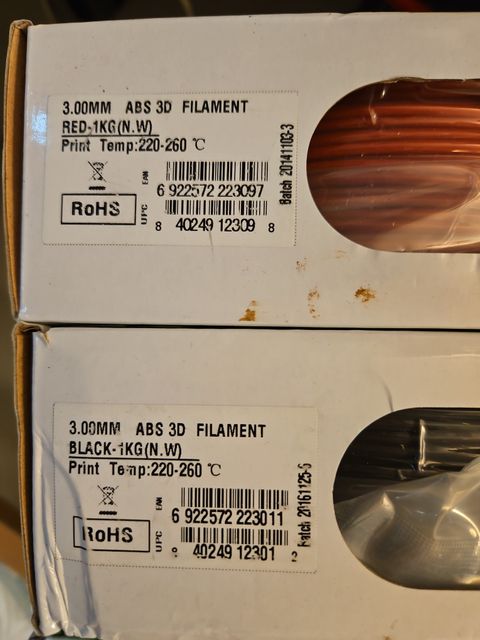 3.00MM ABS 3D FILAMENT
RED-1KG(N.W)
Print Temp:220-260 ℃
EAN
6 922572 223097
RoHS
UPC
8 40249 12309 8
Batch 20141103-3
3.00MM ABS 3D FILAMENT
BLACK-1KG(N.W)
Print Temp:220-260 ℃
EAN
6 922572 223011
RoHS
UPC
40249 12301 2
Batch 20161125-5